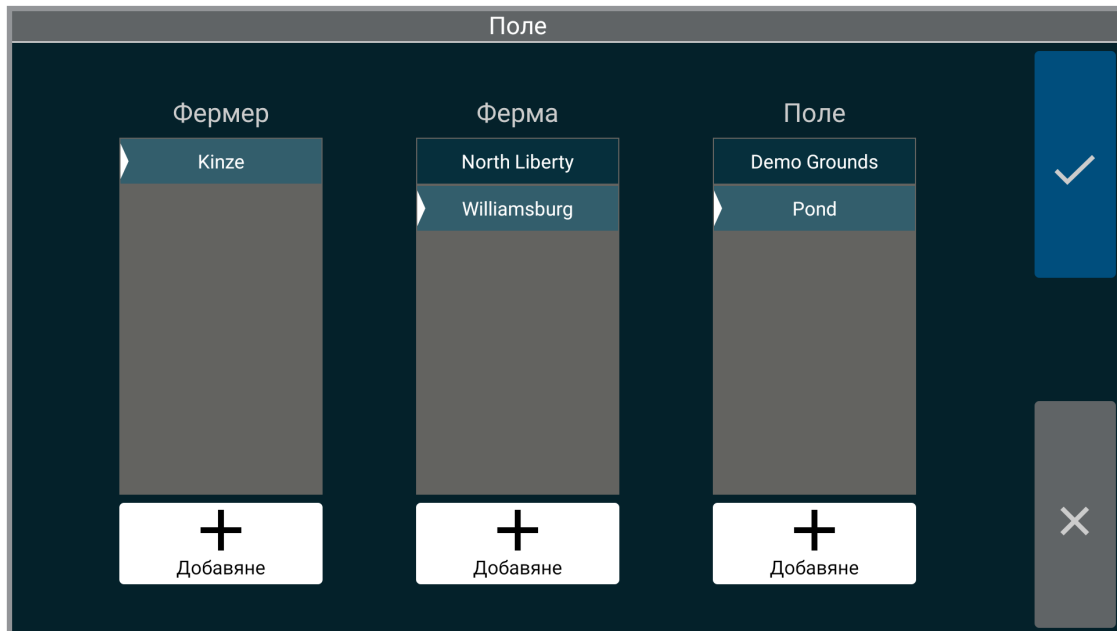 Поле
Фермер
Ферма
Поле
Kinze
North Liberty
Demo Grounds
Williamsburg
Pond
Добавяне
Добавяне
Добавяне